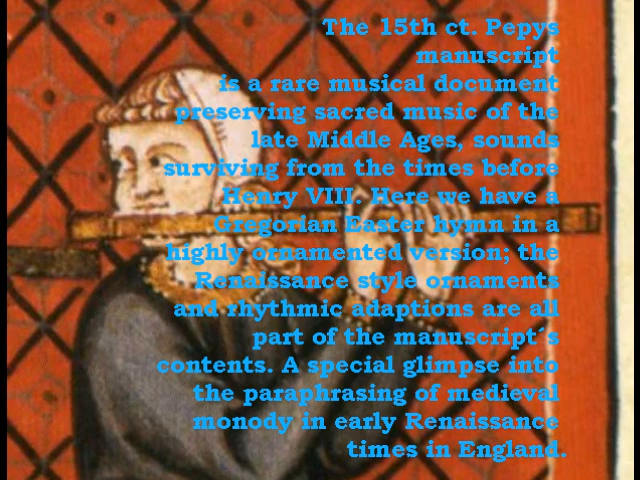 The 15th ct. Pepys
manuscript
is a rare musical document
preserving sacred music of the
late Middle Ages, sounds
surviving from the times before
Henry VIII. Here we have a
Gregorian Easter hymn in a
highly ornamented version; the
Renaissance style ornaments
and rhythmic adaptions are all
part of the manuscript´s
contents. A special glimpse into
the paraphrasing of medieval
monody in early Renaissance
times in England.